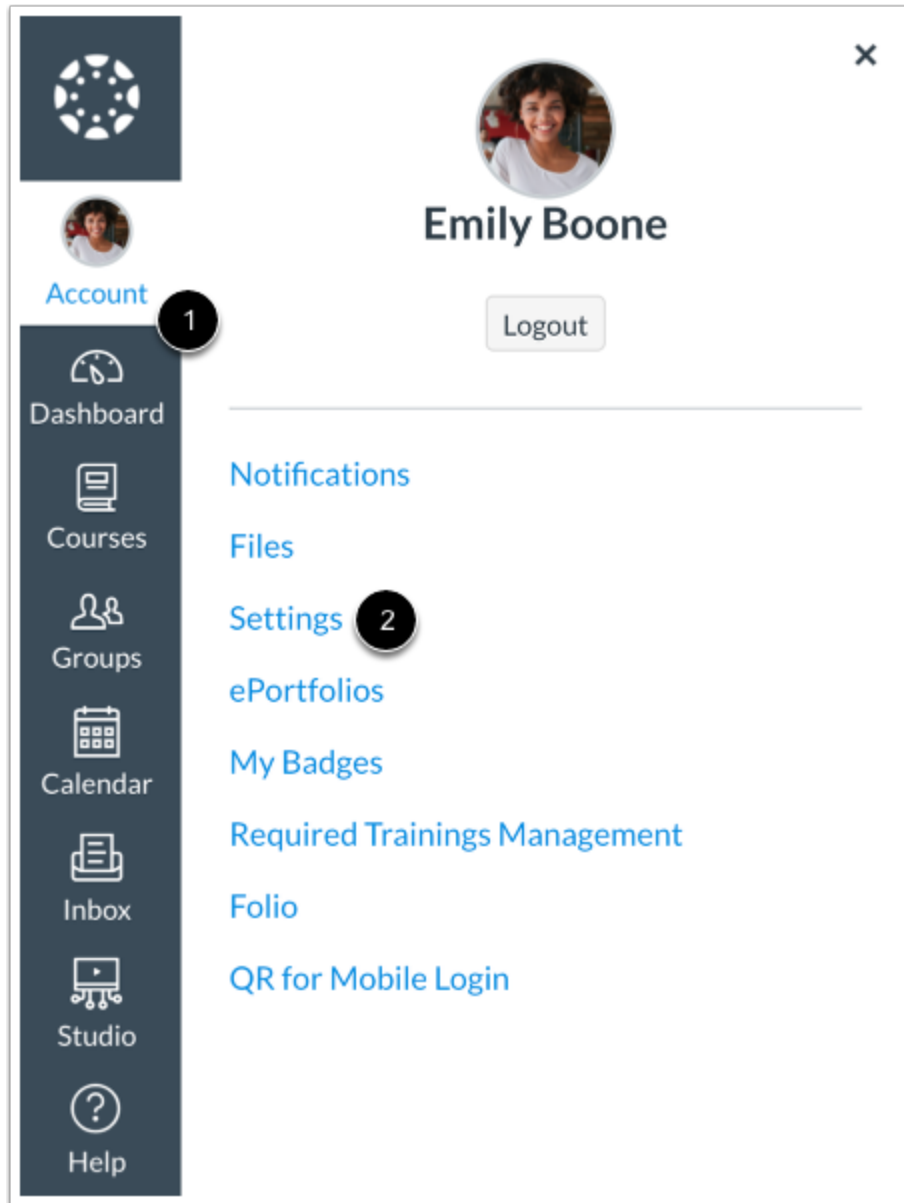 Account
1
Dashboard
Courses
Groups
Calendar
Inbox
Studio
?
Help
×
Emily Boone
Logout
Notifications
Files
Settings 2
ePortfolios
My Badges
Required Trainings Management
Folio
QR for Mobile Login